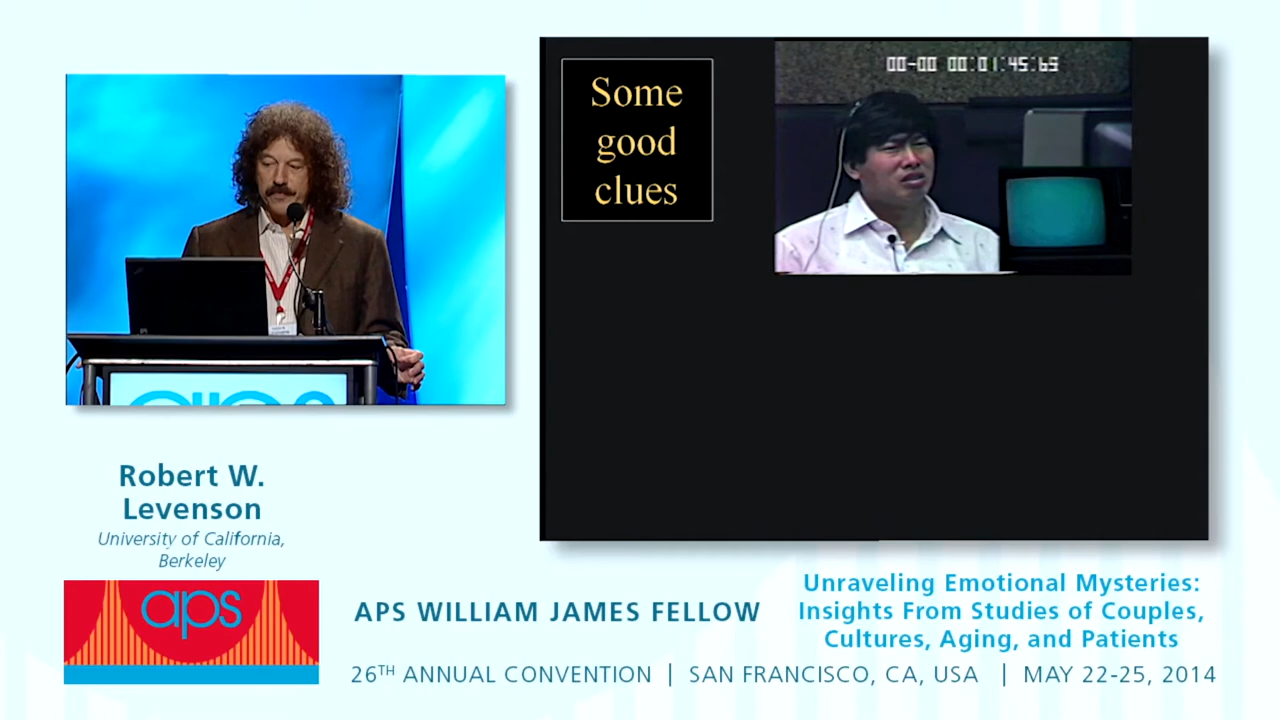 Some
good
clues
00-00 00:01:45:65
Robert W.
Levenson
University of California,
Berkeley
aps
APS WILLIAM JAMES FELLOW
Unraveling Emotional Mysteries:
Insights From Studies of Couples,
Cultures, Aging, and Patients
26TH ANNUAL CONVENTION | SAN FRANCISCO, CA, USA | MAY 22-25, 2014